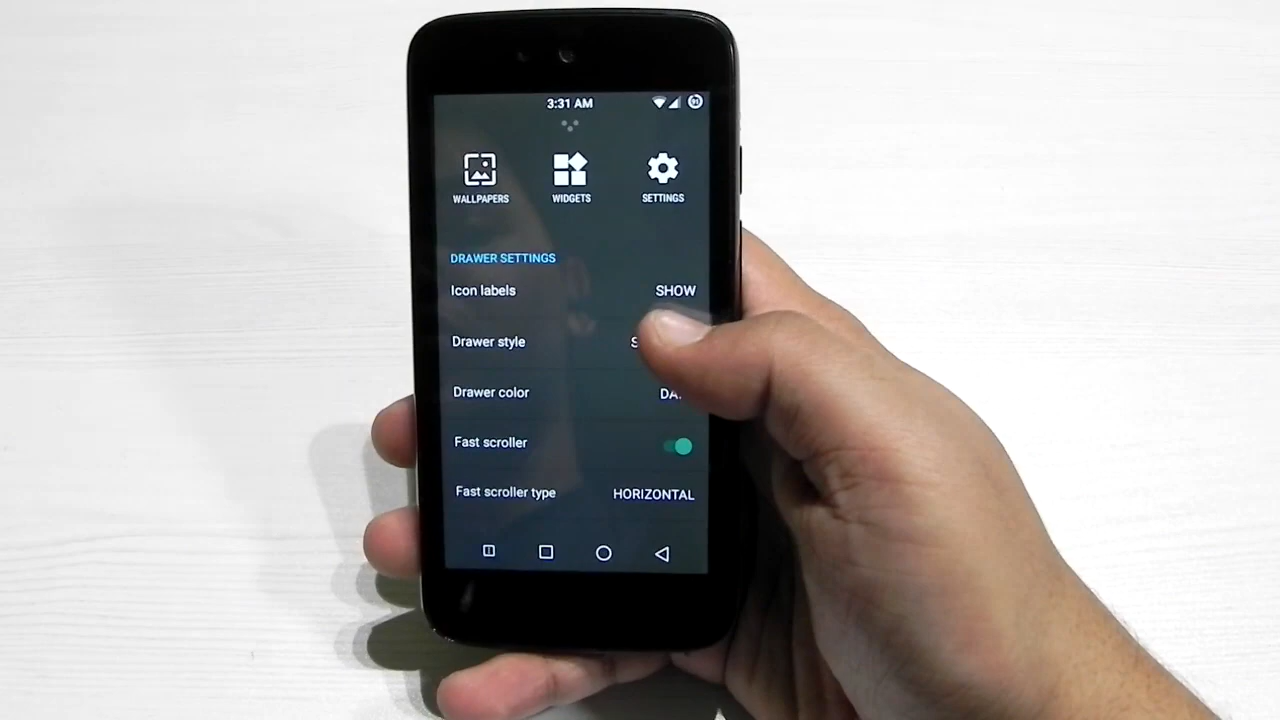 3:31 AM
WALLPAPERS WIDGETS SETTINGS
DRAWER SETTINGS
Icon labels SHOW
Drawer style
Drawer color
Fast scroller
Fast scroller type HORIZONTAL